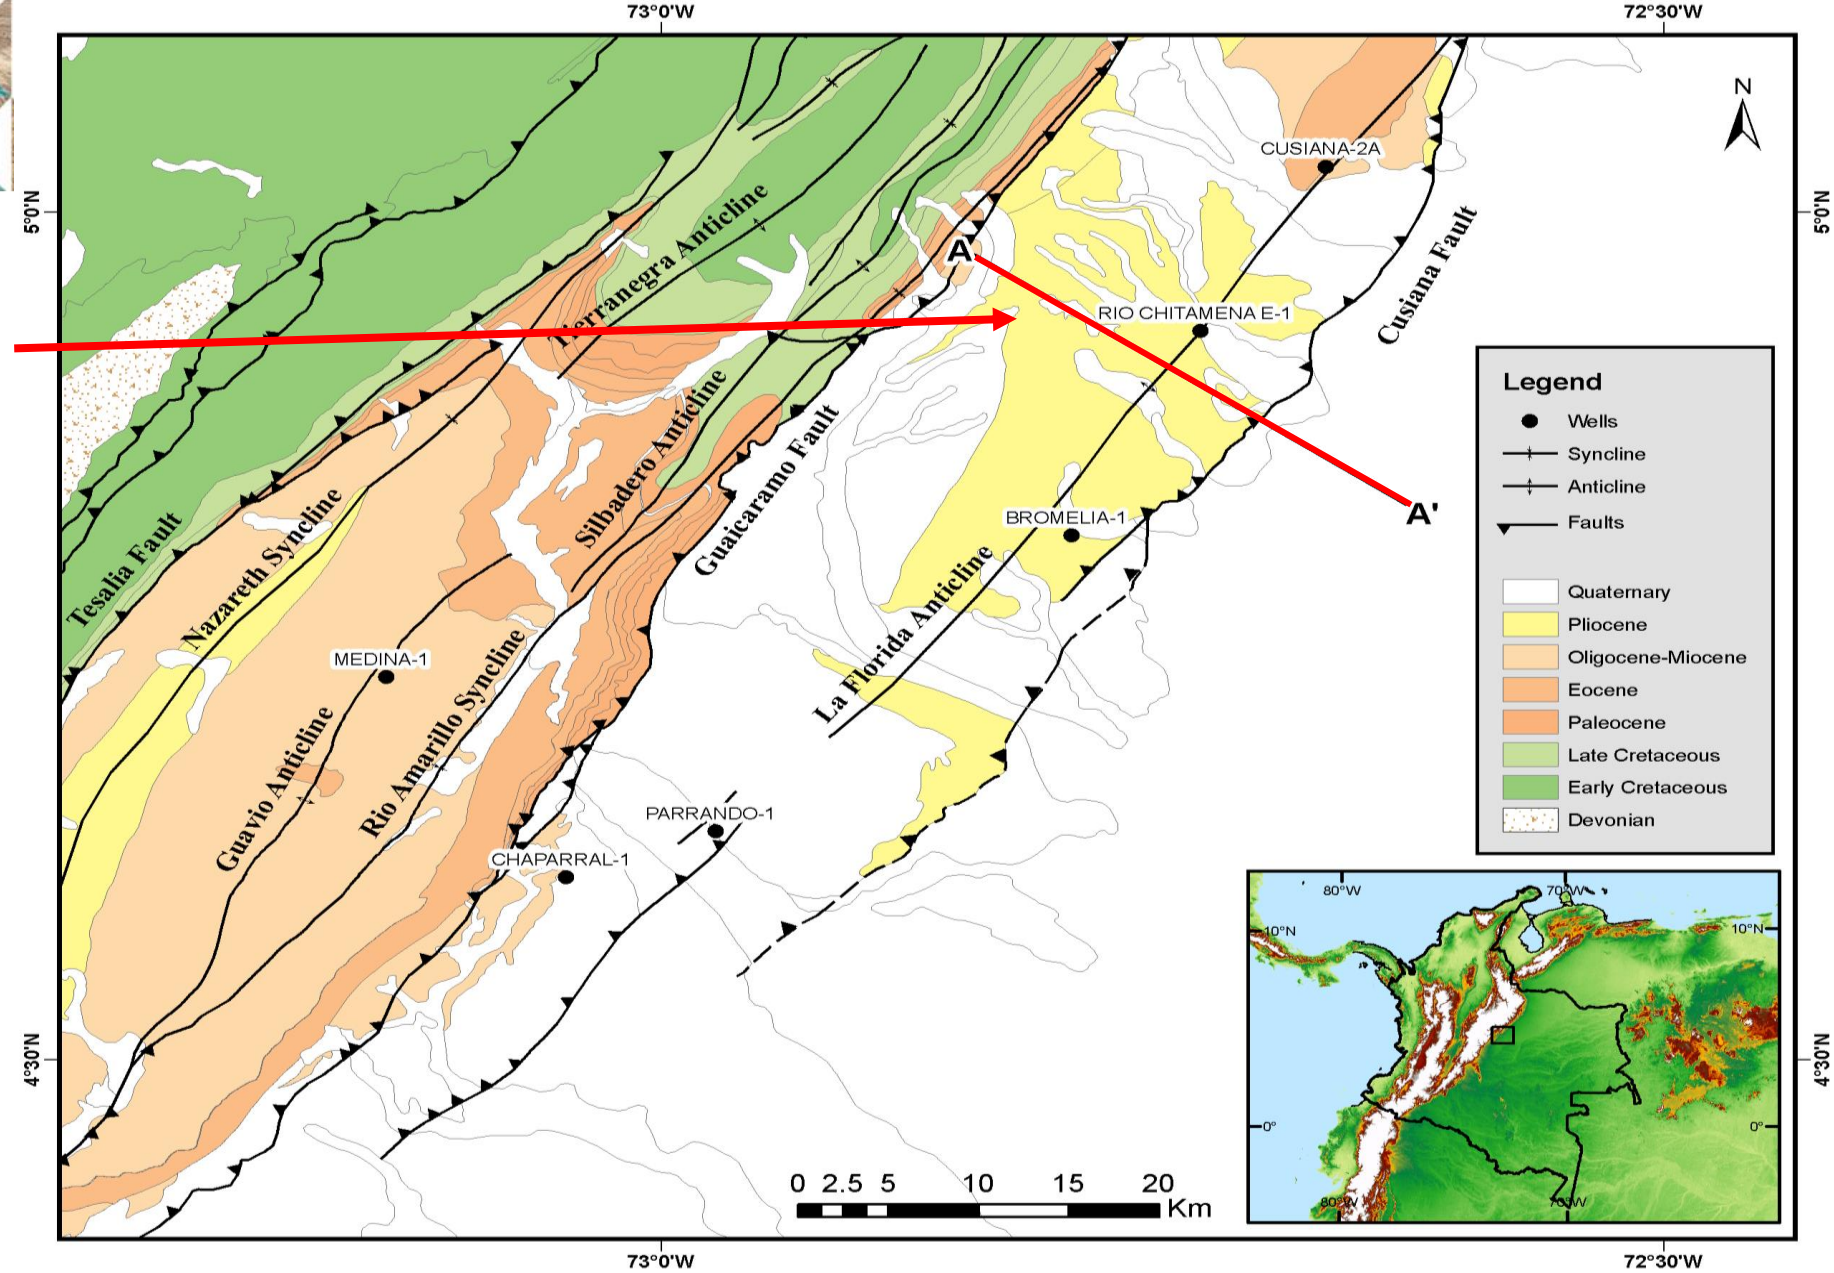 73°0'W
72°30'W
N
CUSIANA-2A
5°0'N
5°0'N
Tierranegra Anticline
A
Cusiana Fault
RIO CHITAMENA E-1
Legend
Wells
Syncline
Anticline
Faults
Quaternary
Pliocene
Oligocene-Miocene
Eocene
Paleocene
Late Cretaceous
Early Cretaceous
Devonian
Silbadero Anticline
Guaicaramo Fault
A'
BROMELIA-1
Tesalia Fault
Nazareth Syncline
La Florida Anticline
MEDINA-1
Rio Amarillo Syncline
Guavio Anticline
PARRANDO-1
CHAPARRAL-1
80°W
70°W
10°N
10°N
0°
0°
80°W
70°W
4°30'N
4°30'N
0 2.5 5 10 15 20
Km
73°0'W
72°30'W